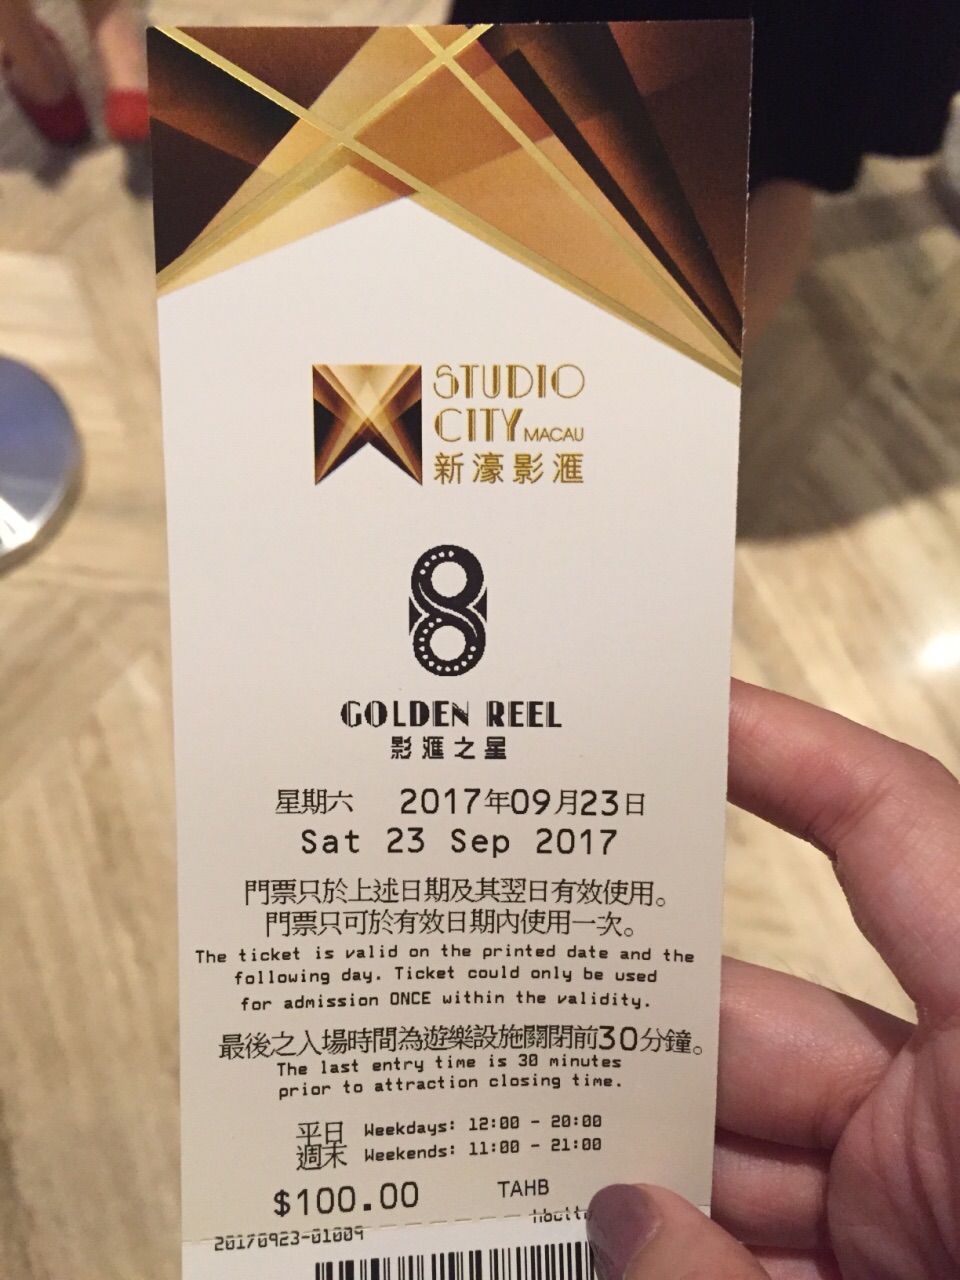 STUDIO
CITY MACAU
新濠影滙
8
GOLDEN REEL
影滙之星
星期六 2017年09月23日
Sat 23 Sep 2017
門票只於上述日期及其翌日有效使用。
門票只可於有效日期內使用一次。
The ticket is valid on the printed date and the
following day. Ticket could only be used
for admission ONCE within the validity.
最後之入場時間為遊樂設施關閉前30分鐘。
The last entry time is 30 minutes
prior to attraction closing time.
平日 Weekdays: 12:00 - 20:00
週末 Weekends: 11:00 - 21:00
$100.00 TAHB
20170923-01009